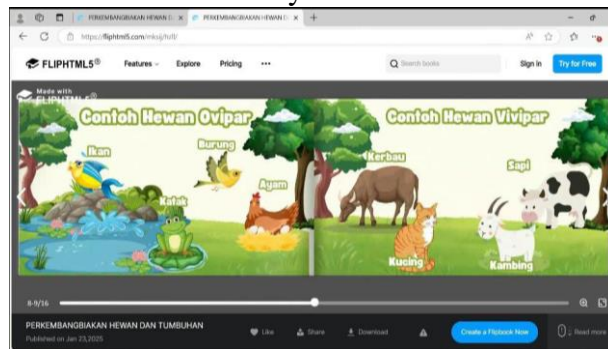 PERKEMBANGBIAKAN HEWAN D
PERKEMBANGBIAKAN HEWAN D
https://fliphtml5.com/
FLIPHTML5®
Features
Explore
Pricing
Search books
Sign in
Try for Free
Made with
FLIPHTML5®
Contoh Hewan Ovipar
Ikan
Burung
Katak
Ayam
Contoh Hewan Vivipar
Kerbau
Sapi
Kucing
Kambing
8-9/16
PERKEMBANGBIAKAN HEWAN DAN TUMBUHAN
Published on Jan 23,2025
Like
Share
Download
Create a Flipbook Now
Read more